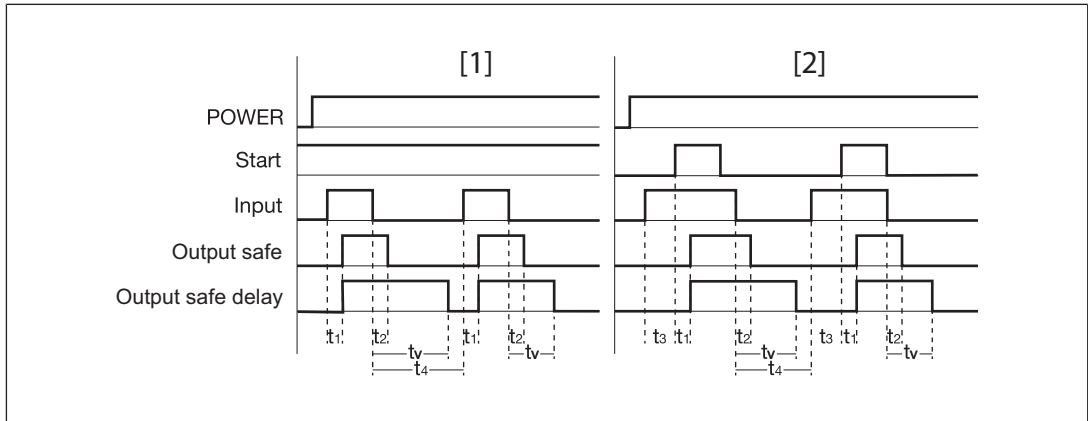 [1] [2]
POWER
Start
Input
Output safe
Output safe delay
t1 t2 t1 t2 t3 t1 t2 t3 t1 t2
tv tv tv tv
t4 t4